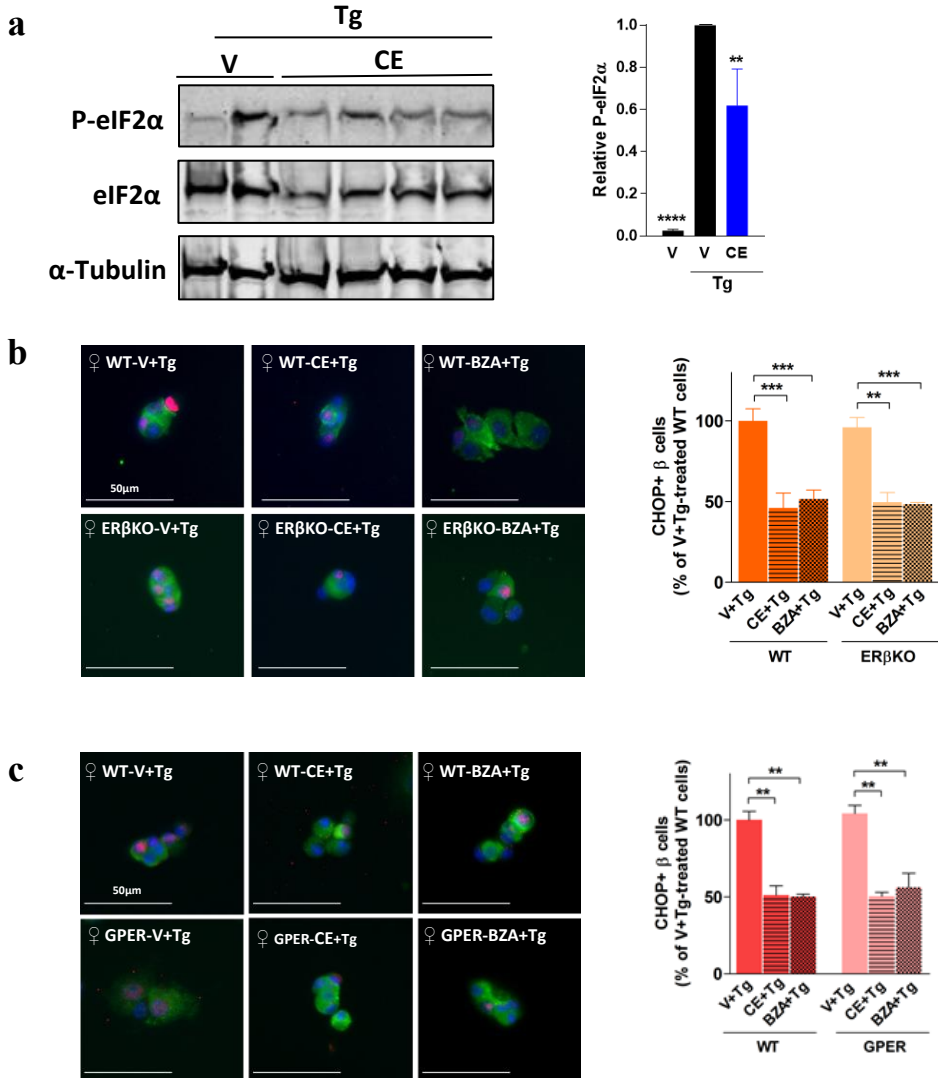 a
Tg
V CE
P-eIF2α
eIF2α
α-Tubulin
Relative P-eIF2α
1.0
0.8
0.6
0.4
0.2
0.0
****
**
V V CE
Tg
b
♀ WT-V+Tg
50µm
♀ WT-CE+Tg
♀ WT-BZA+Tg
♀ ERβKO-V+Tg
♀ ERβKO-CE+Tg
♀ ERβKO-BZA+Tg
CHOP+ β cells
(% of V+Tg-treated WT cells)
100
50
0
***
***
***
**
V+Tg
CE+Tg
BZA+Tg
V+Tg
CE+Tg
BZA+Tg
WT
ERβKO
c
♀ WT-V+Tg
50µm
♀ WT-CE+Tg
♀ WT-BZA+Tg
♀ GPER-V+Tg
♀ GPER-CE+Tg
♀ GPER-BZA+Tg
CHOP+ β cells
(% of V+Tg-treated WT cells)
100
50
0
**
**
**
**
V+Tg
CE+Tg
BZA+Tg
V+Tg
CE+Tg
BZA+Tg
WT
GPER